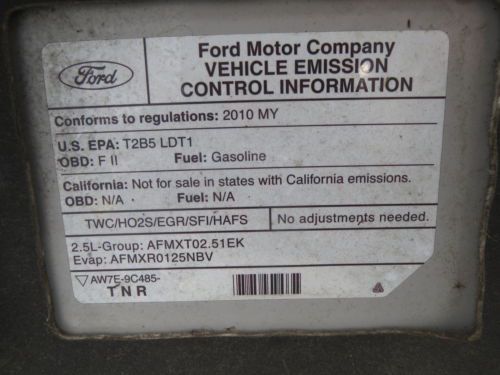 Ford
Ford Motor Company
VEHICLE EMISSION
CONTROL INFORMATION
Conforms to regulations: 2010 MY
U.S. EPA: T2B5 LDT1
OBD: F II Fuel: Gasoline
California: Not for sale in states with California emissions.
OBD: N/A Fuel: N/A
TWC/HO2S/EGR/SFI/HAFS No adjustments needed.
2.5L-Group: AFMXT02.51EK
Evap: AFMXR0125NBV
AW7E-9C485-
T N R